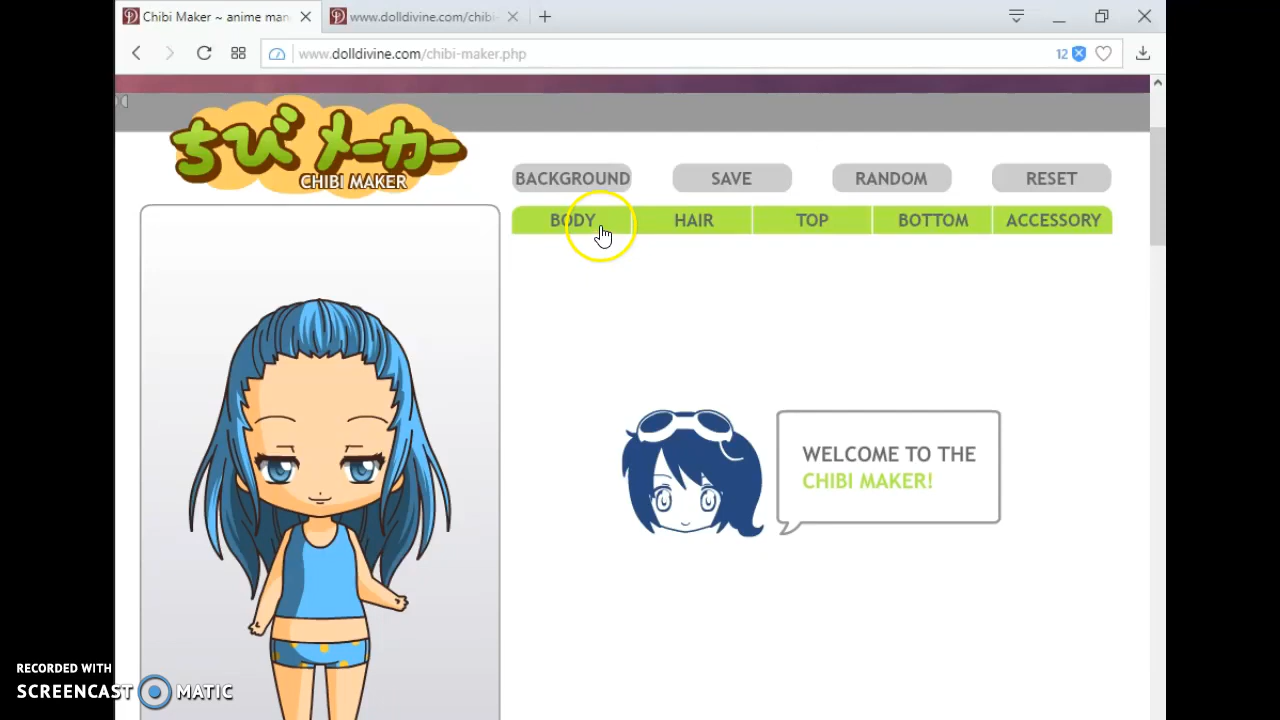 Chibi Maker ~ anime man
www.dolldivine.com/chibi-
www.dolldivine.com/chibi-maker.php
12
ちびメーカー
CHIBI MAKER
BACKGROUND SAVE RANDOM RESET
BODY HAIR TOP BOTTOM ACCESSORY
WELCOME TO THE
CHIBI MAKER!
RECORDED WITH
SCREENCAST MATIC